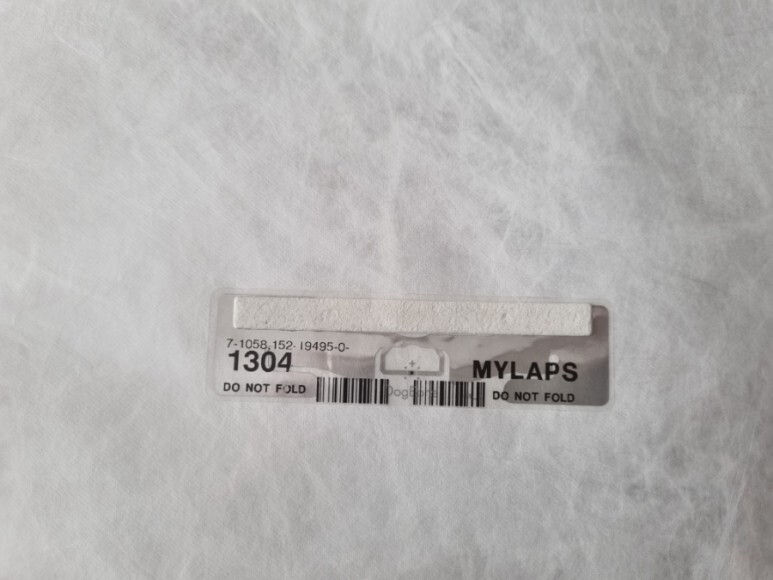 7-1058,152-19495-0-
1304
MYLAPS
DO NOT FOLD
DO NOT FOLD